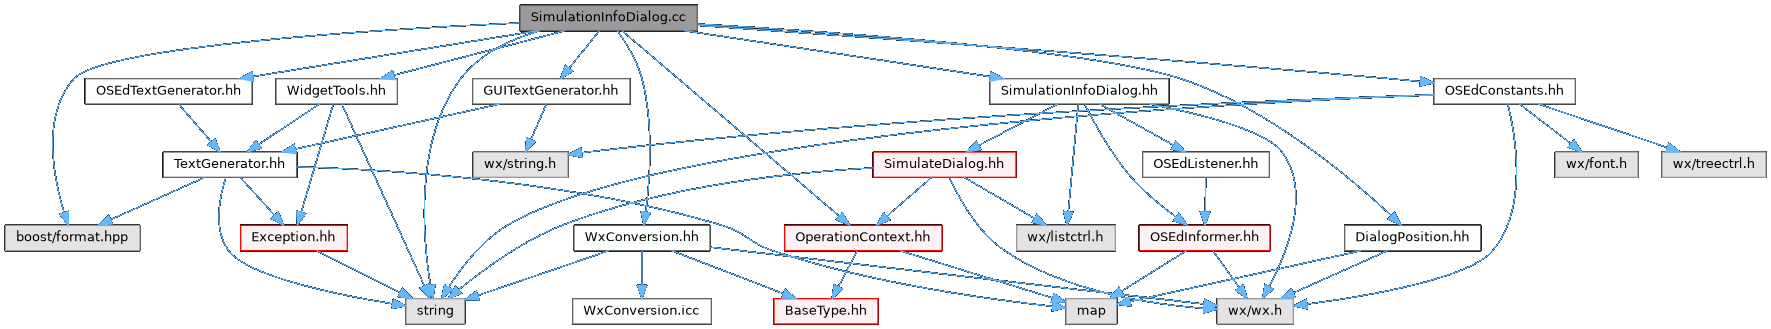 SimulationInfoDialog.cc
OSEdTextGenerator.hh
WidgetTools.hh
GUITextGenerator.hh
SimulationInfoDialog.hh
OSEdConstants.hh
TextGenerator.hh
wx/string.h
SimulateDialog.hh
OSEdListener.hh
wx/font.h
wx/treectrl.h
boost/format.hpp
Exception.hh
WxConversion.hh
OperationContext.hh
wx/listctrl.h
OSEdInformer.hh
DialogPosition.hh
string
WxConversion.icc
BaseType.hh
map
wx/wx.h